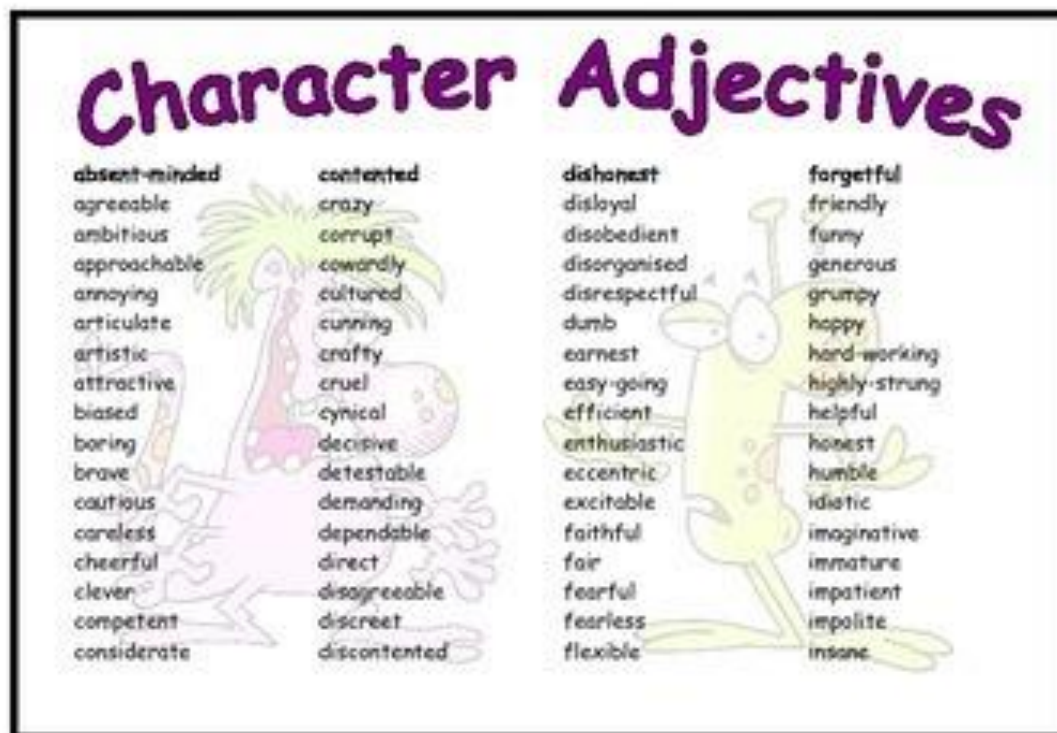 Character Adjectives
absent-minded
agreeable
ambitious
approachable
annoying
articulate
artistic
attractive
biased
boring
brave
cautious
careless
cheerful
clever
competent
considerate
contented
crazy
corrupt
cowardly
cultured
cunning
crafty
cruel
cynical
decisive
detestable
demanding
dependable
direct
disagreeable
discreet
discontented
dishonest
disloyal
disobedient
disorganised
disrespectful
dumb
earnest
easy-going
efficient
enthusiastic
eccentric
excitable
faithful
fair
fearful
fearless
flexible
forgetful
friendly
funny
generous
grumpy
happy
hard-working
highly-strung
helpful
honest
humble
idiotic
imaginative
immature
impatient
impolite
insane